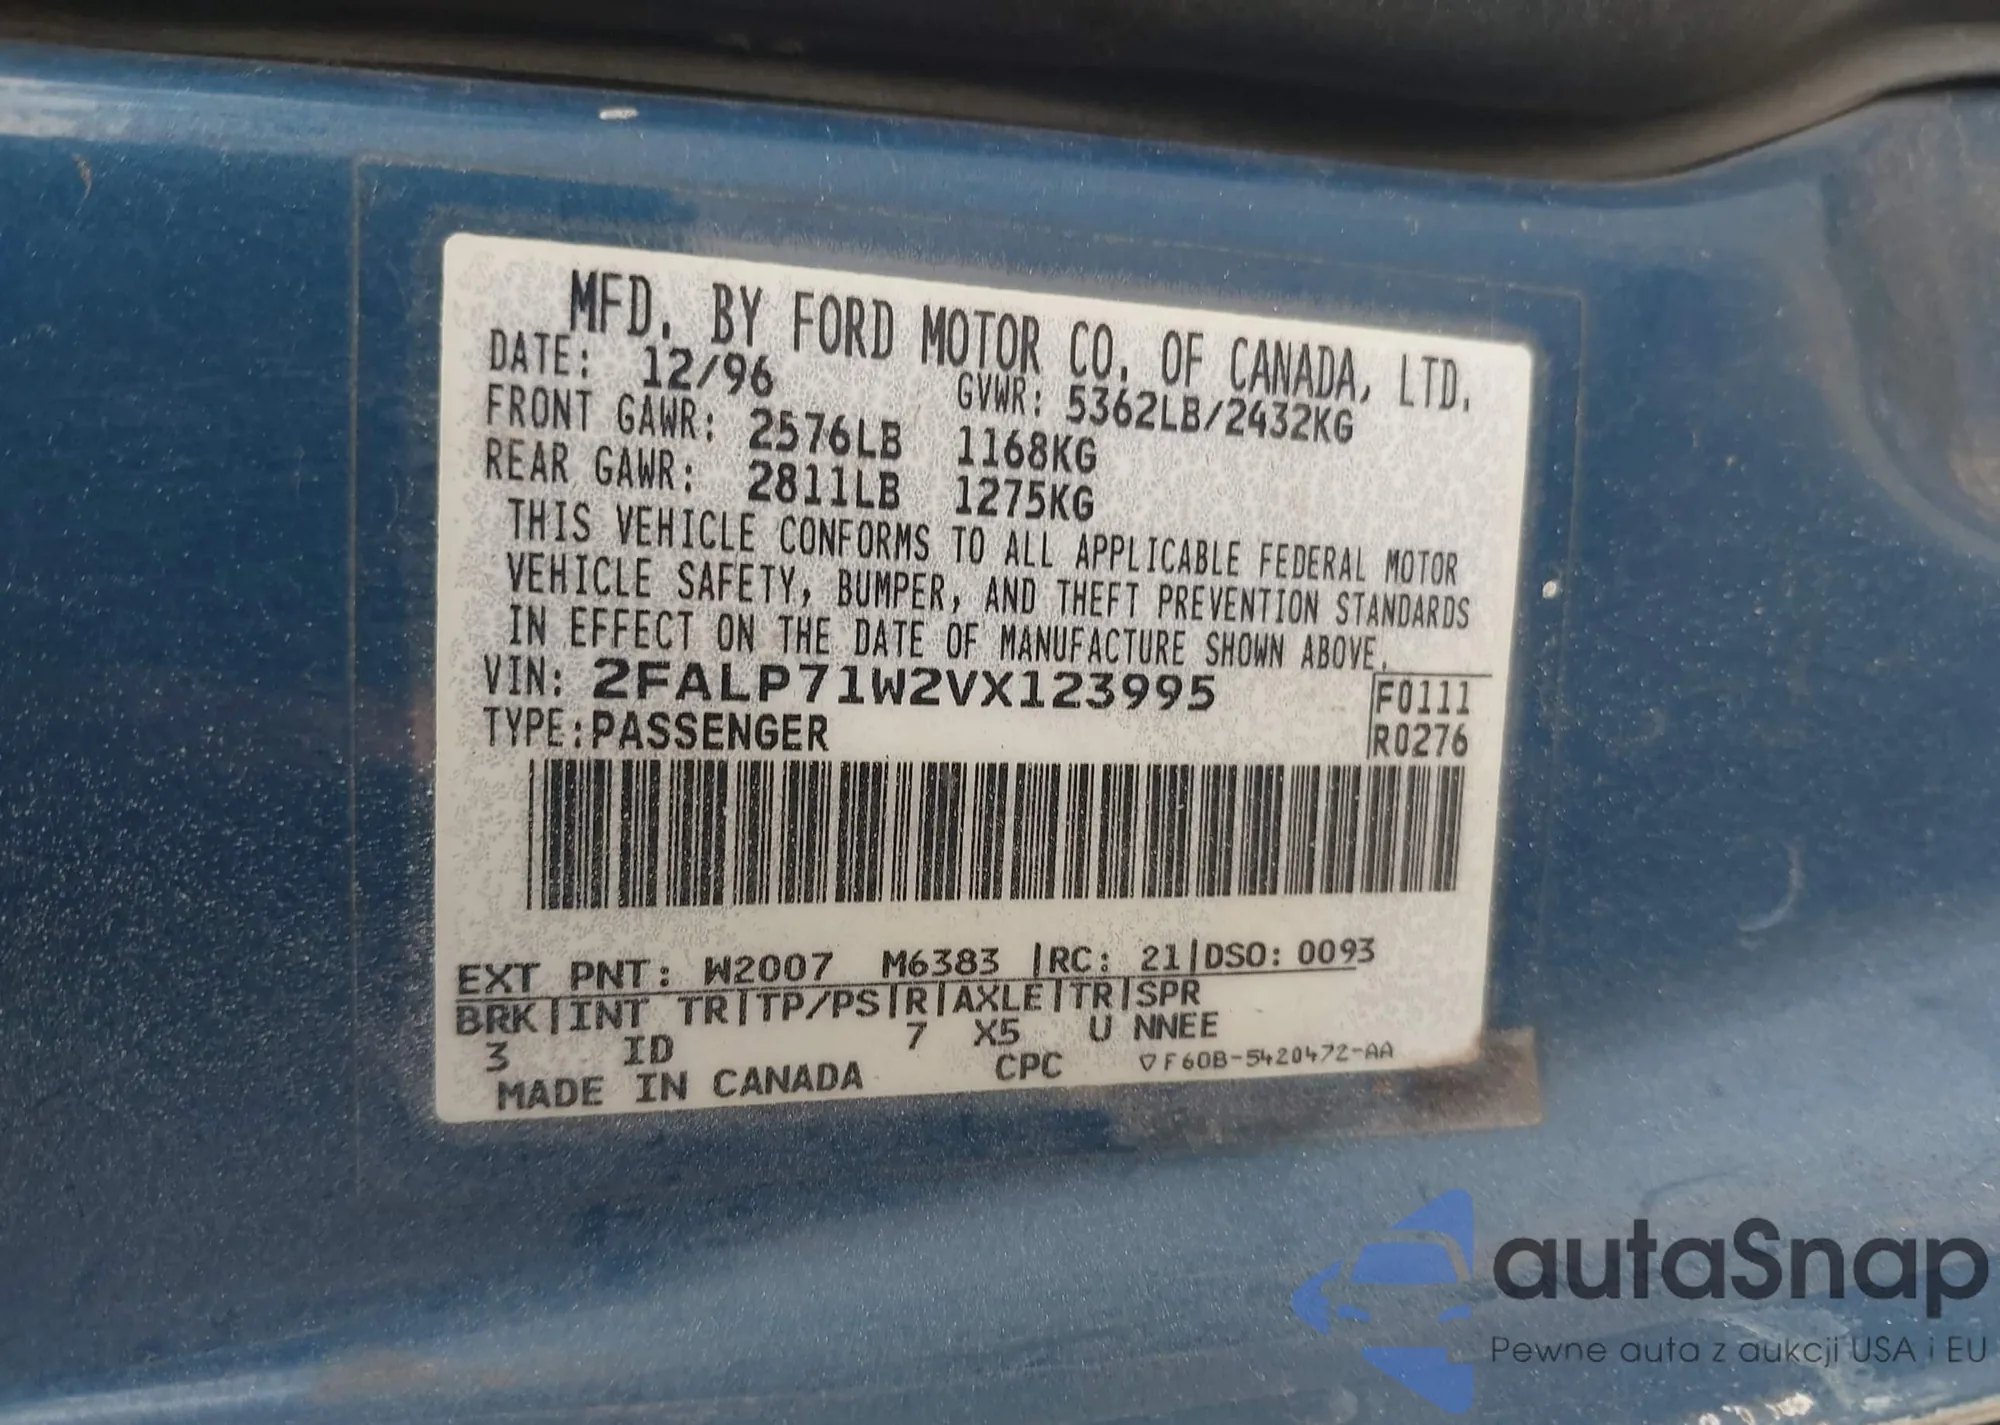 MFD. BY FORD MOTOR CO. OF CANADA, LTD.
DATE: 12/96 GVWR: 5362LB/2432KG
FRONT GAWR: 2576LB 1168KG
REAR GAWR: 2811LB 1275KG
THIS VEHICLE CONFORMS TO ALL APPLICABLE FEDERAL MOTOR
VEHICLE SAFETY, BUMPER, AND THEFT PREVENTION STANDARDS
IN EFFECT ON THE DATE OF MANUFACTURE SHOWN ABOVE.
VIN: 2FALP71W2VX123995 F0111
TYPE: PASSENGER R0276
EXT PNT: W2007 M6383 |RC: 21|DSO: 0093
BRK|INT TR|TP/PS|R|AXLE|TR|SPR
3 ID 7 X5 U NNEE
MADE IN CANADA CPC ▽F60B-5420472-AA
autaSnap
Pewne auta z aukcji USA i EU